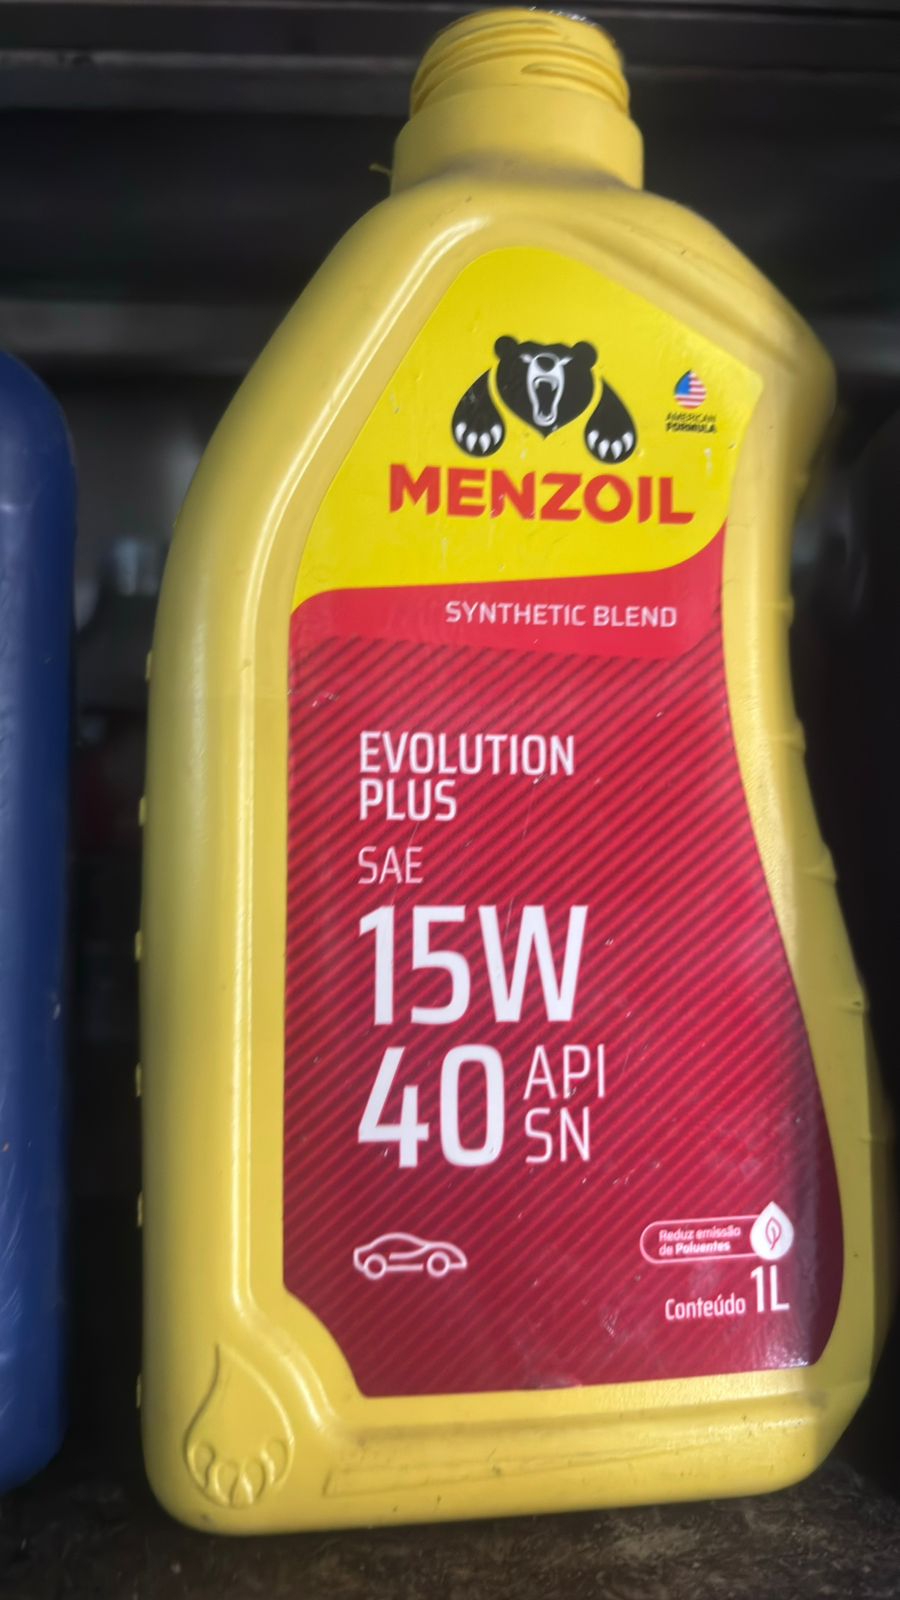 AMERICAN
FORMULA
MENZOIL
SYNTHETIC BLEND
EVOLUTION
PLUS
SAE
15W
40 API
SN
Reduz emissão
de Poluentes
Conteúdo 1L